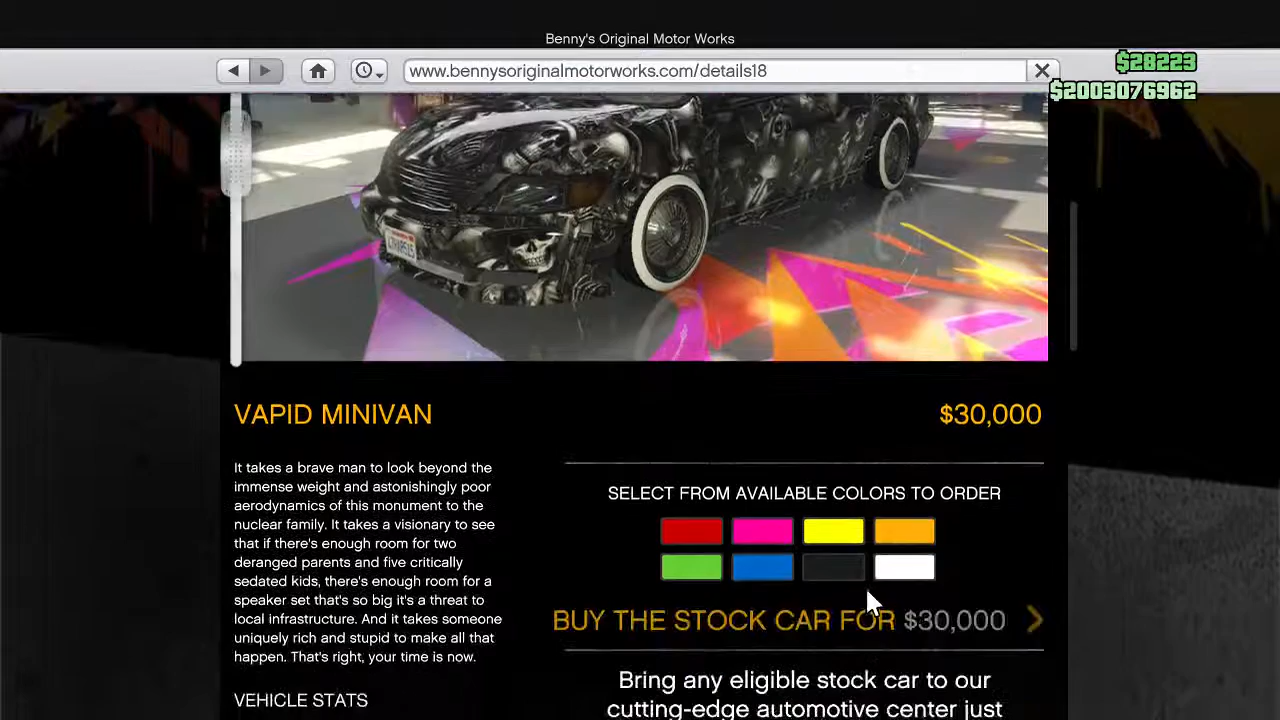 Benny's Original Motor Works
www.bennysoriginalmotorworks.com/details18
$28223
$2003076962
VAPID MINIVAN
$30,000
It takes a brave man to look beyond the
immense weight and astonishingly poor
aerodynamics of this monument to the
nuclear family. It takes a visionary to see
that if there's enough room for two
deranged parents and five critically
sedated kids, there's enough room for a
speaker set that's so big it's a threat to
local infrastructure. And it takes someone
uniquely rich and stupid to make all that
happen. That's right, your time is now.
VEHICLE STATS
SELECT FROM AVAILABLE COLORS TO ORDER
BUY THE STOCK CAR FOR $30,000
Bring any eligible stock car to our
cutting-edge automotive center just